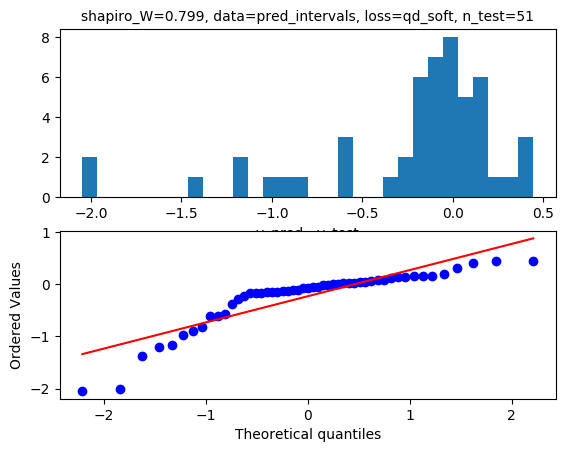 shapiro_W=0.799, data=pred_intervals, loss=qd_soft, n_test=51
8
6
4
2
0
−2.0 −1.5 −1.0 −0.5 0.0 0.5
1
0
−1
−2
Ordered Values
−2 −1 0 1 2
Theoretical quantiles